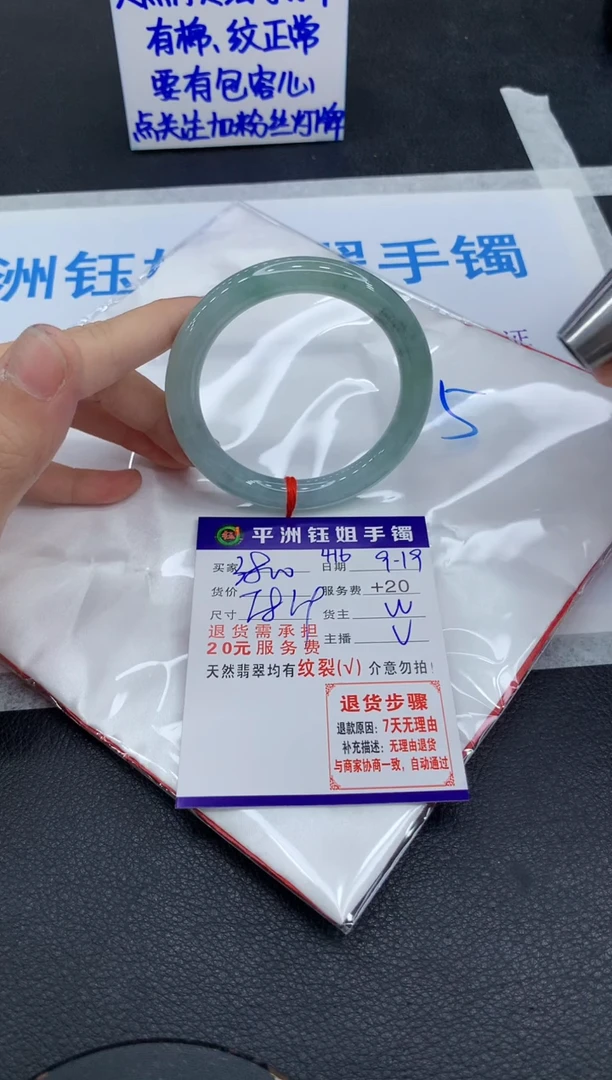 有棉、纹正常
要有包容心
点关注加粉丝灯牌
洲钰姐 手镯
证
5
平洲钰姐手镯
买家 3800 日期 9-19
货价 服务费 +20
尺寸 货主 W
退货需承担 主播 V
20元服务费
天然翡翠均有纹裂(√) 介意勿拍!
退货步骤
退款原因：7天无理由
补充描述：无理由退货
与商家协商一致，自动通过